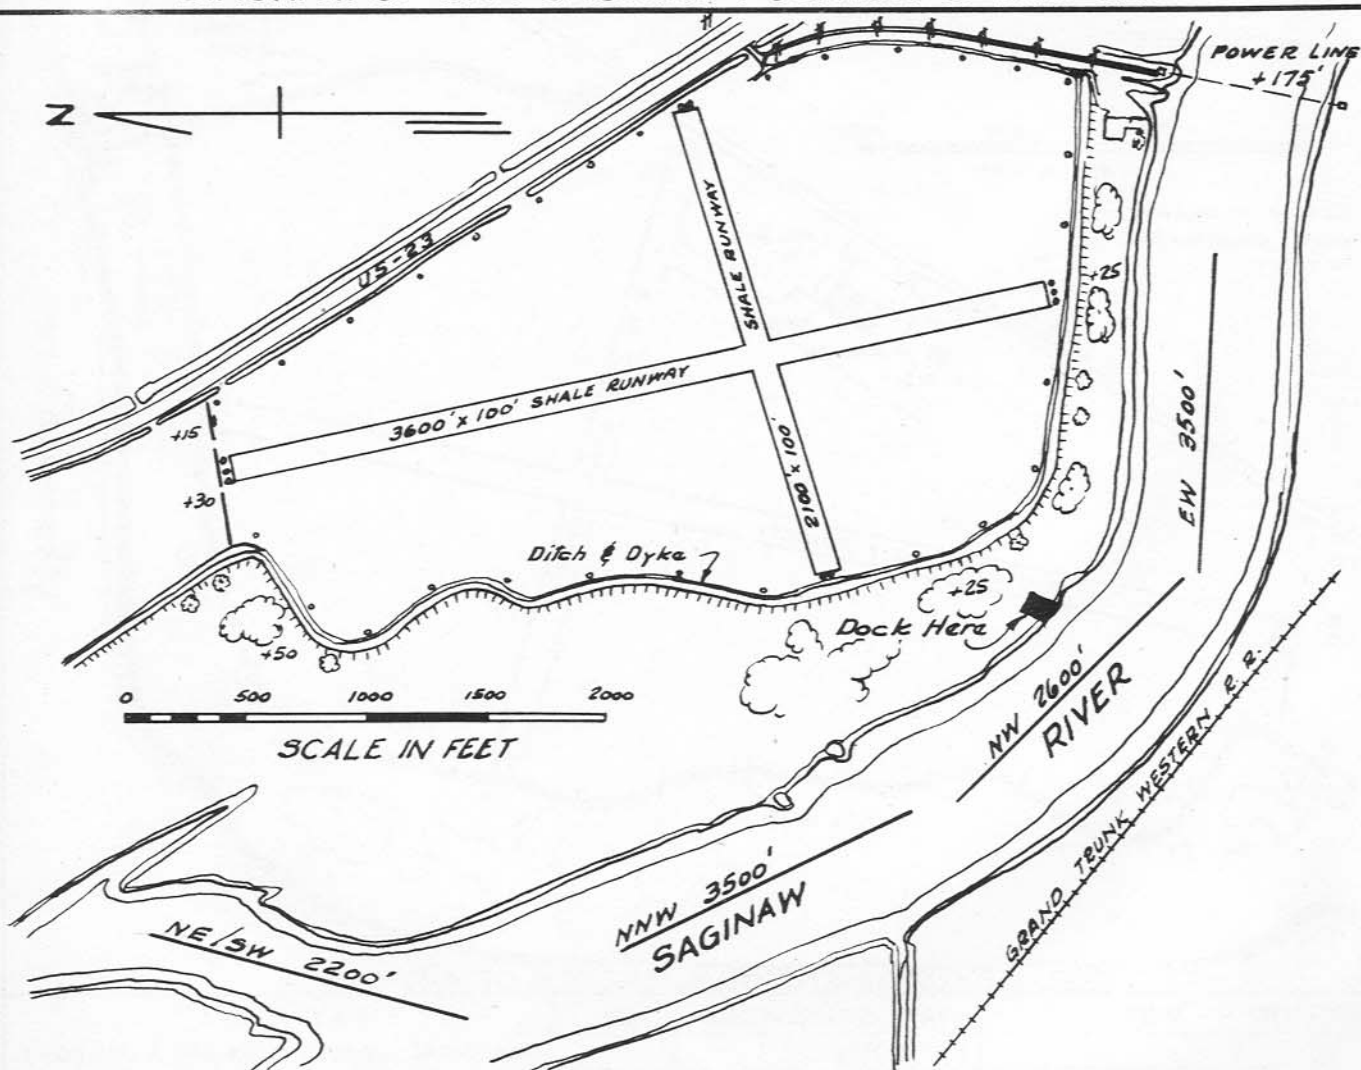 POWER LINE
+175'
N
US-23
SHALE RUNWAY
+25
3600' x 100' SHALE RUNWAY
EW 3500'
+15
2100' x 100'
+30
Ditch & Dyke
+25
Dock Here
+50
0 500 1000 1500 2000
SCALE IN FEET
NW 2600'
RIVER
GRAND TRUNK WESTERN R. R.
NNW 3500'
SAGINAW
NE/SW 2200'